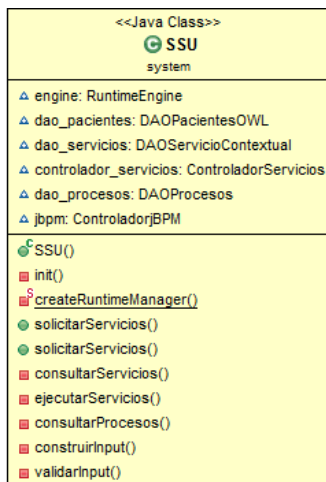 <<Java Class>>
C SSU
system
engine: RuntimeEngine
dao_pacientes: DAOPacientesOWL
dao_servicios: DAOServicioContextual
controlador_servicios: ControladorServicios
dao_procesos: DAOProcesos
jbpm: ControladorjBPM
C SSU()
init()
S createRuntimeManager()
solicitarServicios()
solicitarServicios()
consultarServicios()
ejecutarServicios()
consultarProcesos()
construirInput()
validarInput()